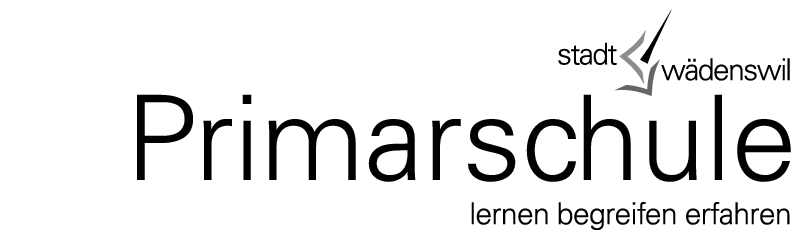 stadt wädenswil
Primarschule
lernen begreifen erfahren